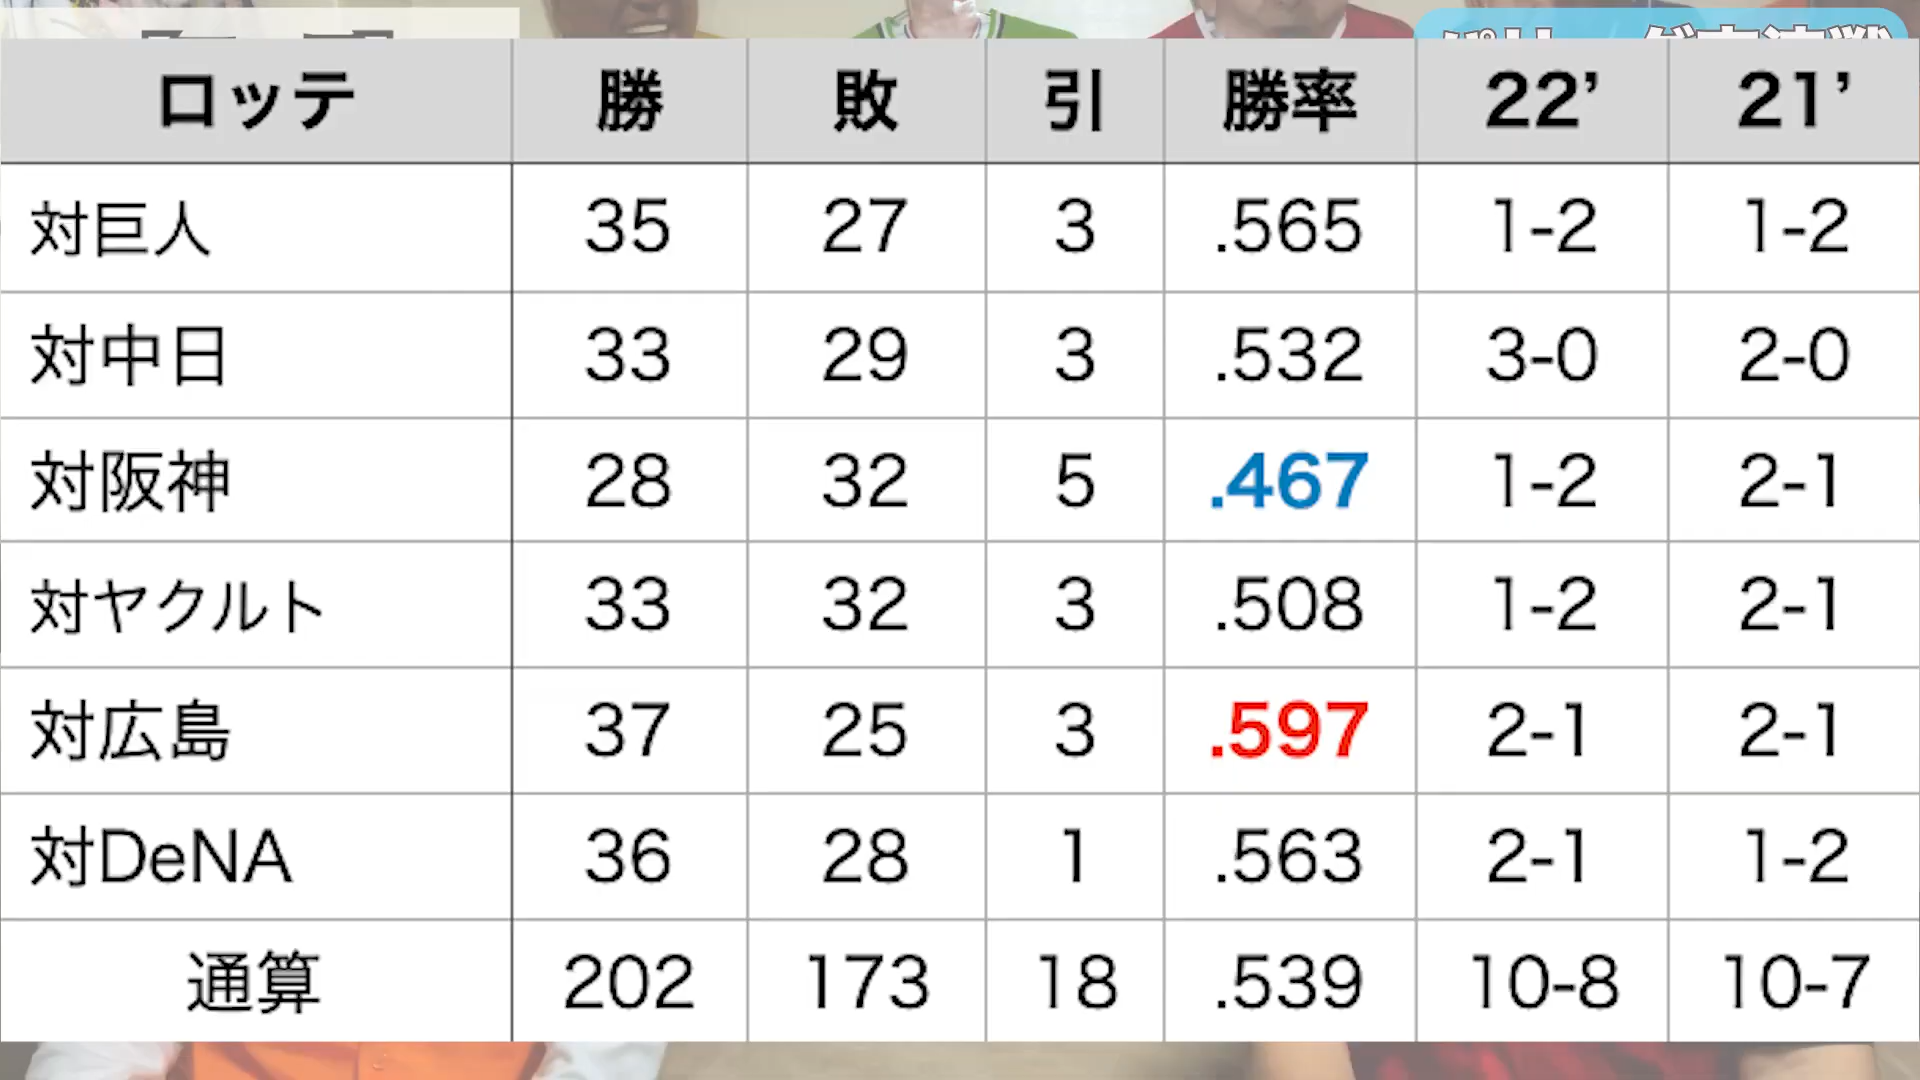 ロッテ 勝 敗 引 勝率 22’ 21’
対巨人 35 27 3 .565 1-2 1-2
対中日 33 29 3 .532 3-0 2-0
対阪神 28 32 5 .467 1-2 2-1
対ヤクルト 33 32 3 .508 1-2 2-1
対広島 37 25 3 .597 2-1 2-1
対DeNA 36 28 1 .563 2-1 1-2
通算 202 173 18 .539 10-8 10-7